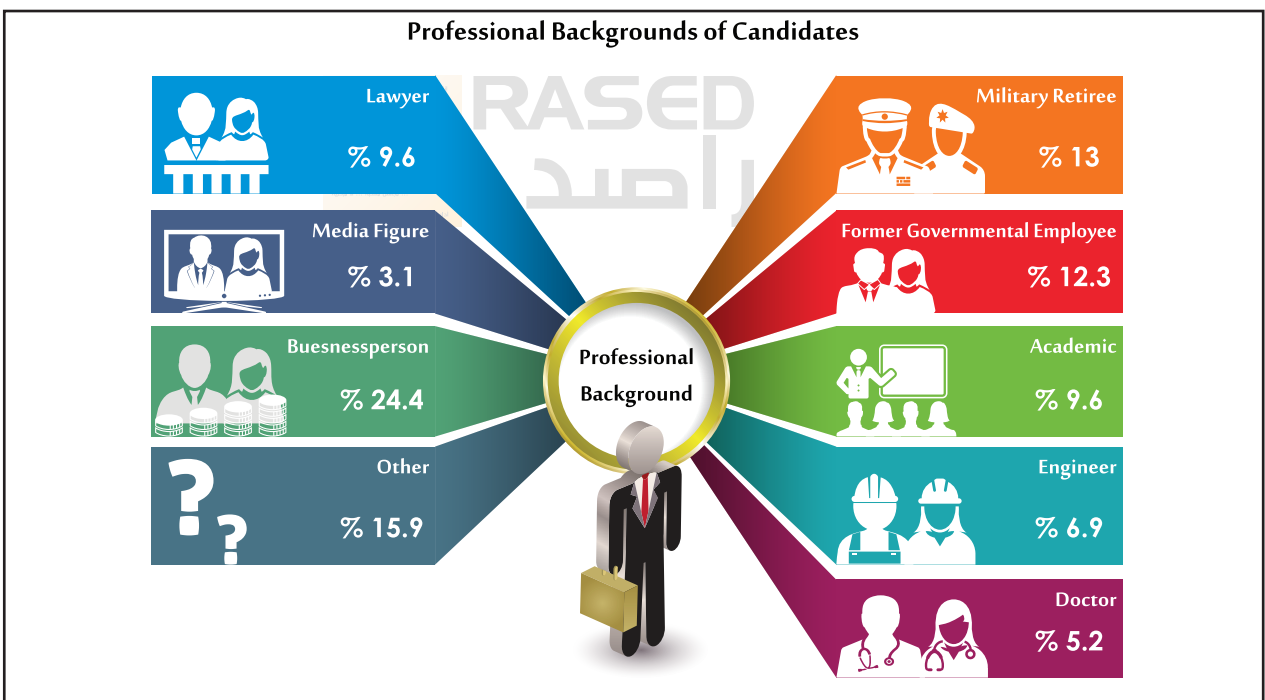 Professional Backgrounds of Candidates
RASED
راصد
Lawyer
% 9.6
Media Figure
% 3.1
Buesnessperson
% 24.4
Other
% 15.9
Professional
Background
Military Retiree
% 13
Former Governmental Employee
% 12.3
Academic
% 9.6
Engineer
% 6.9
Doctor
% 5.2